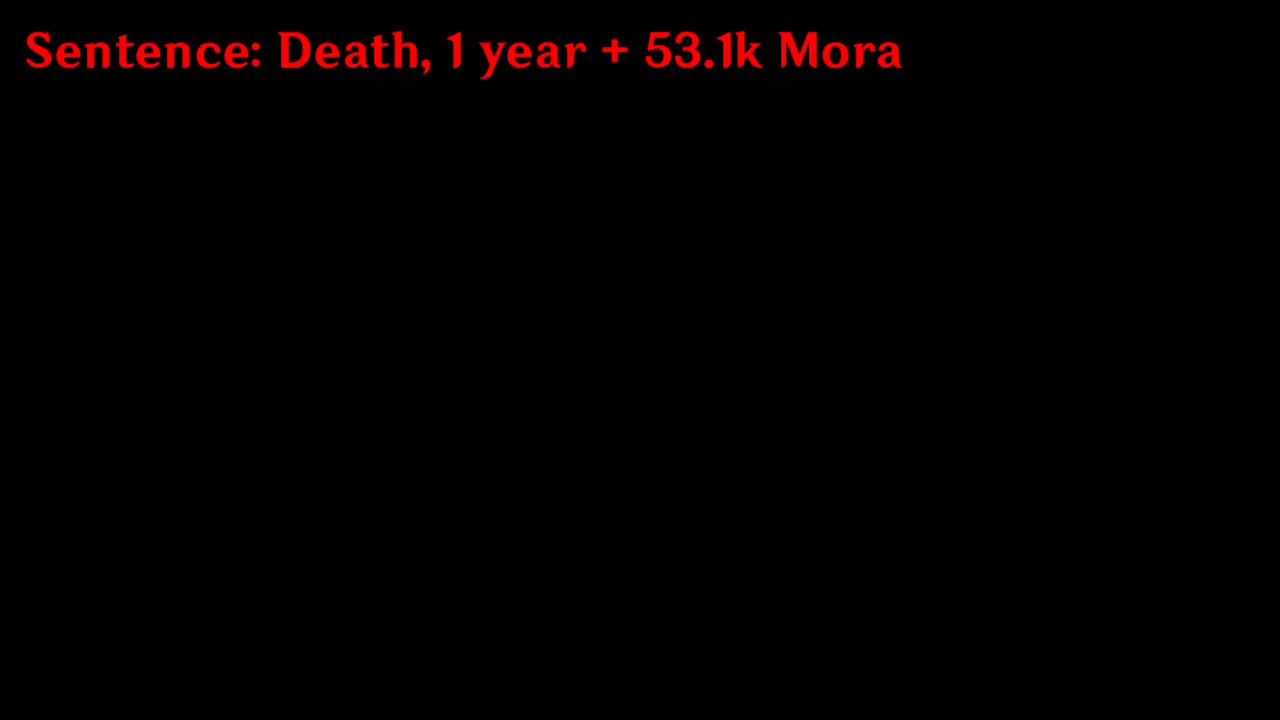 Sentence: Death, 1 year + 53.1k Mora